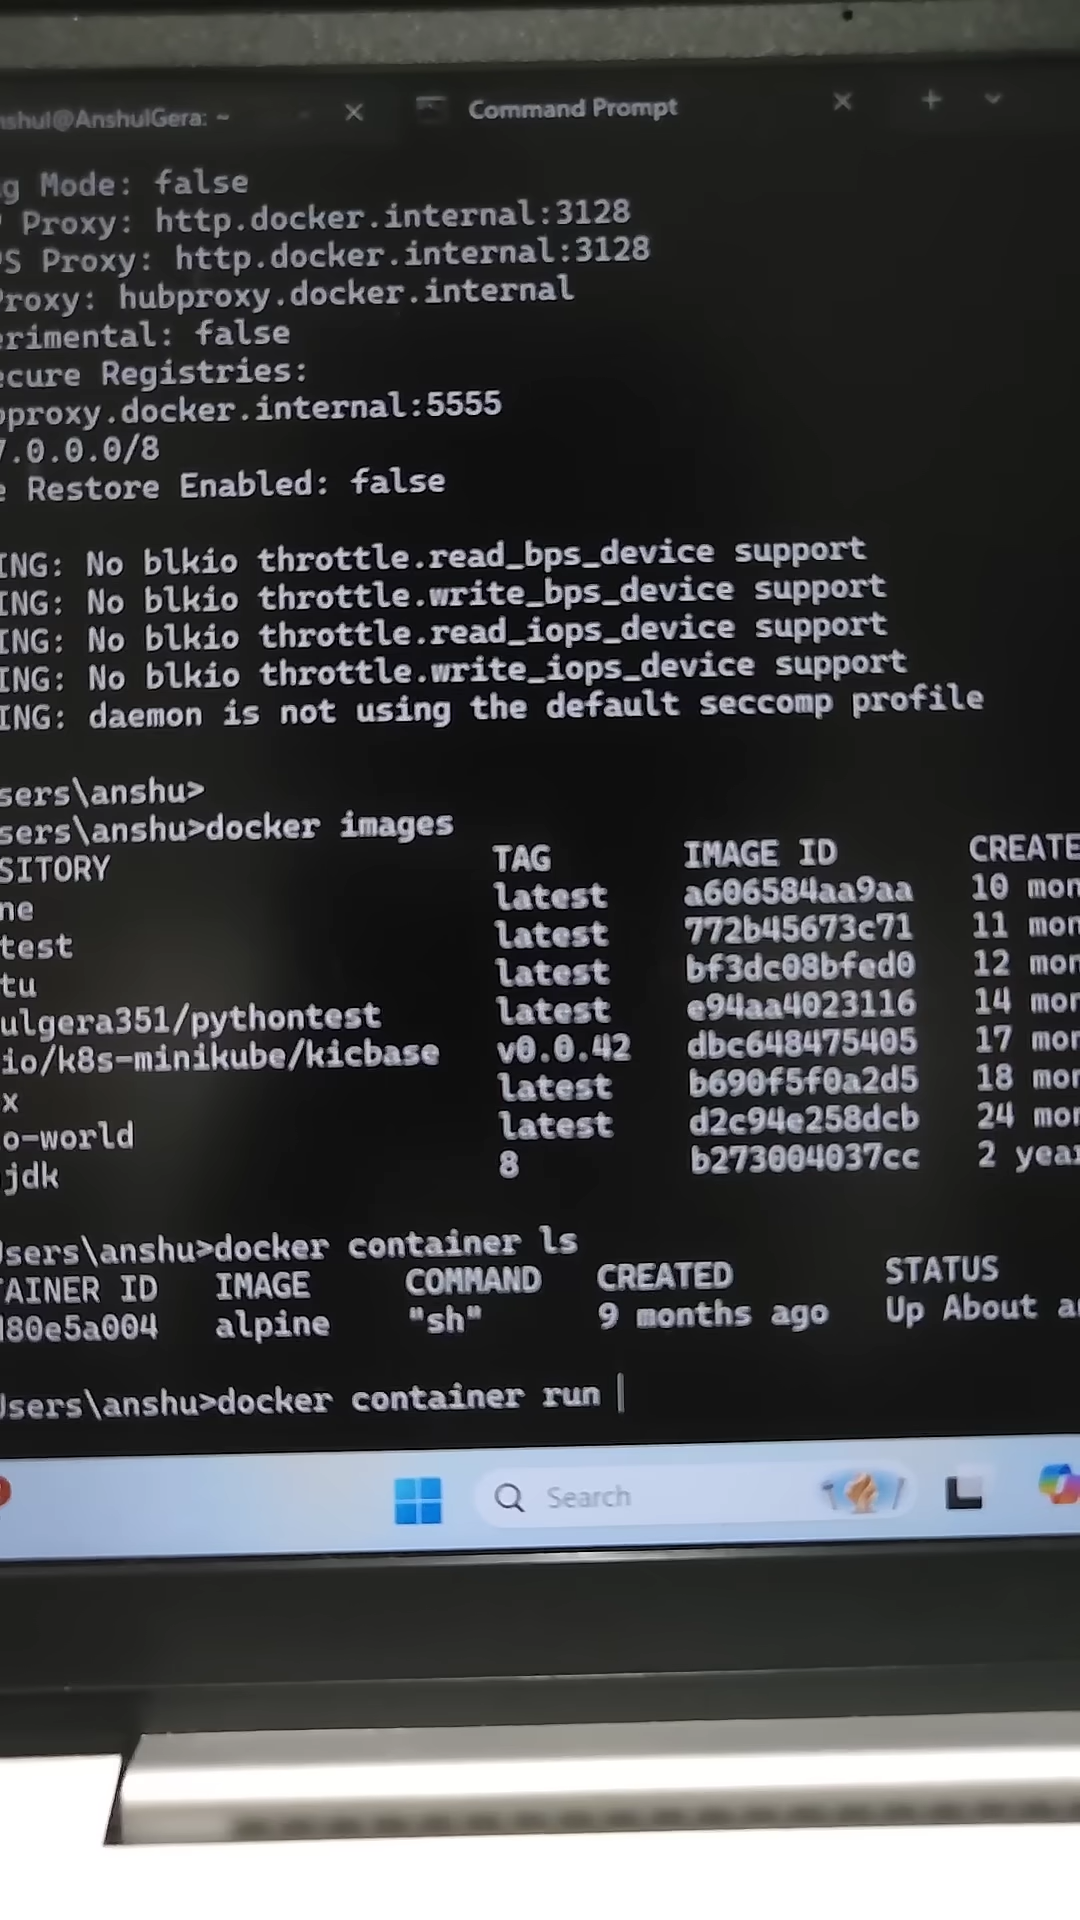 nshul@AnshulGera: ~
Command Prompt
g Mode: false
Proxy: http.docker.internal:3128
PS Proxy: http.docker.internal:3128
Proxy: hubproxy.docker.internal
erimental: false
ecure Registries:
bproxy.docker.internal:5555
7.0.0.0/8
e Restore Enabled: false
ING: No blkio throttle.read_bps_device support
ING: No blkio throttle.write_bps_device support
ING: No blkio throttle.read_iops_device support
ING: No blkio throttle.write_iops_device support
ING: daemon is not using the default seccomp profile
sers\anshu>
sers\anshu>docker images
SITORY TAG IMAGE ID CREATE
ne latest a606584aa9aa 10 mon
test latest 772b45673c71 11 mon
tu latest bf3dc08bfed0 12 mon
ulgera351/pythontest latest e94aa4023116 14 mon
io/k8s-minikube/kicbase v0.0.42 dbc648475405 17 mon
x latest b690f5f0a2d5 18 mon
o-world latest d2c94e258dcb 24 mon
jdk 8 b273004037cc 2 year
Users\anshu>docker container ls
TAINER ID IMAGE COMMAND CREATED STATUS
d80e5a004 alpine "sh" 9 months ago Up About a
Users\anshu>docker container run
Search